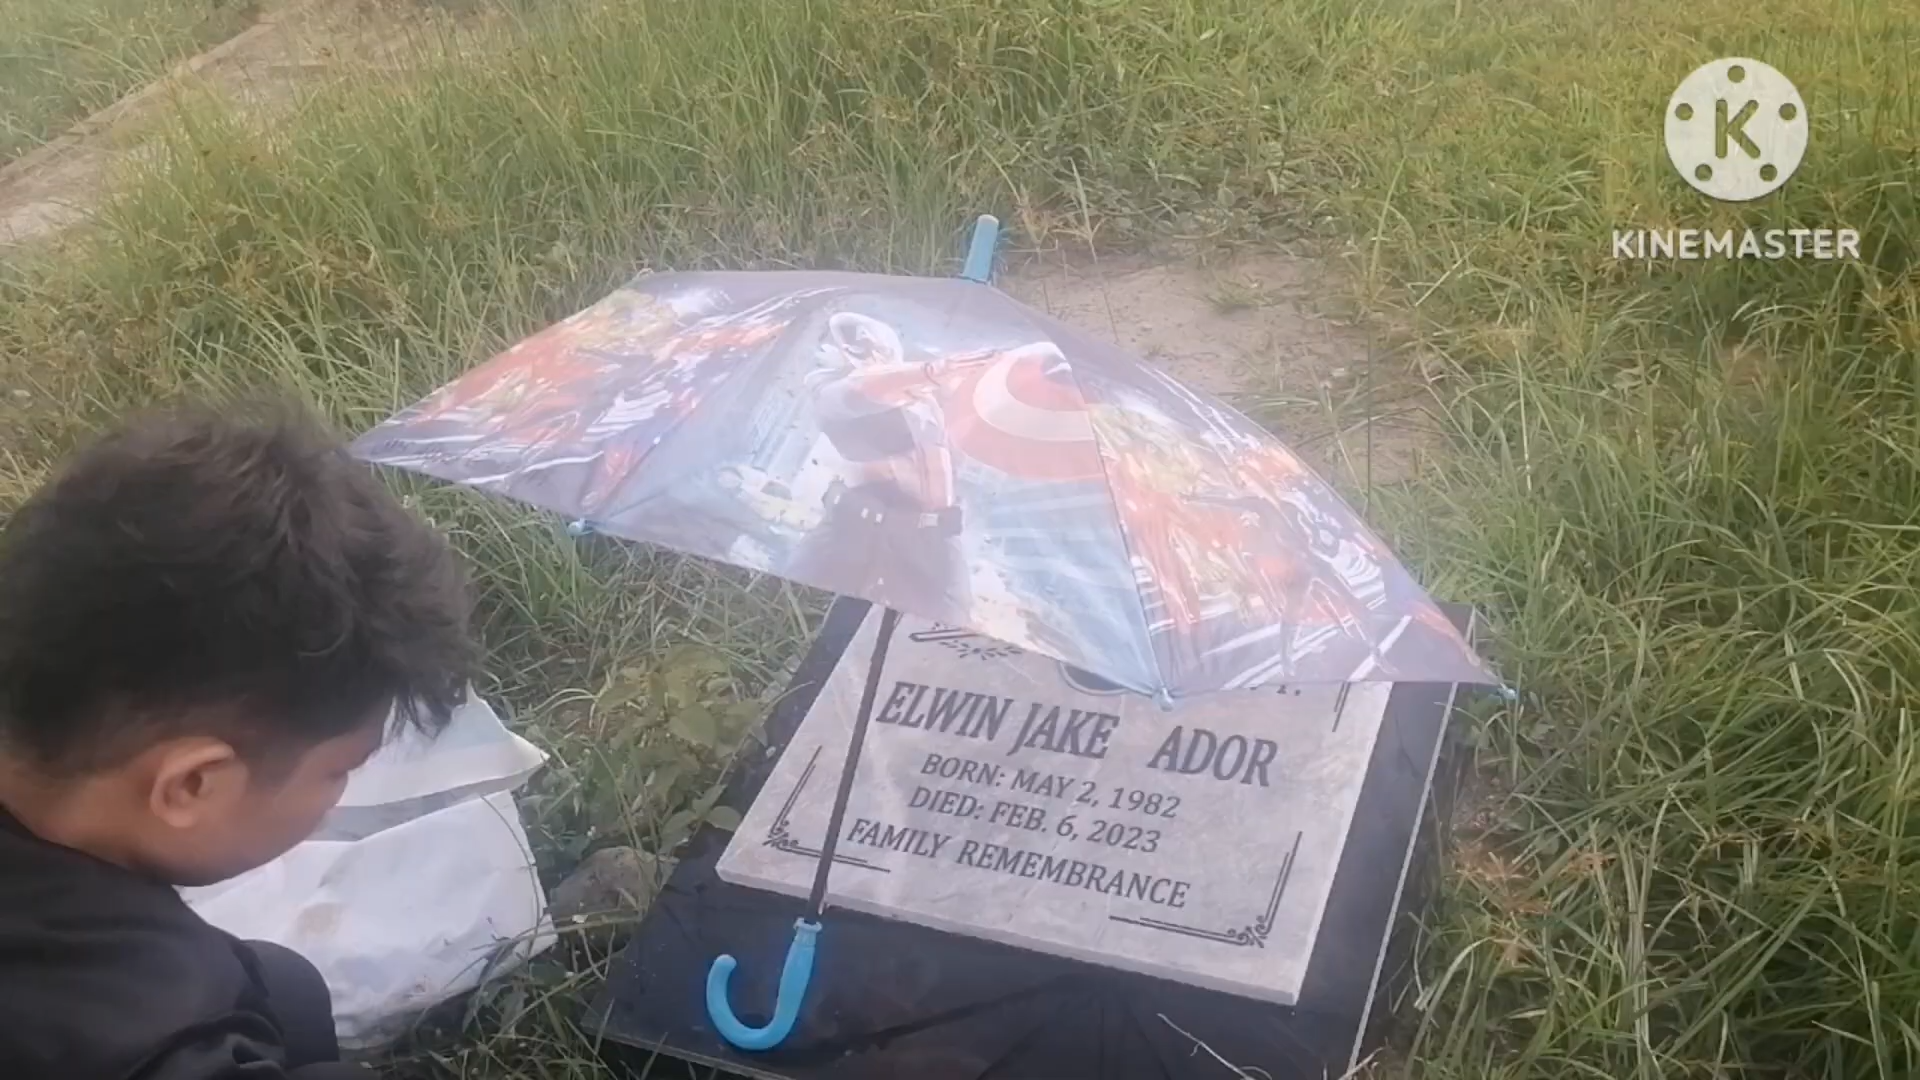 K
KINEMASTER
ELWIN JAKE ADOR
BORN: MAY 2, 1982
DIED: FEB. 6, 2023
FAMILY REMEMBRANCE